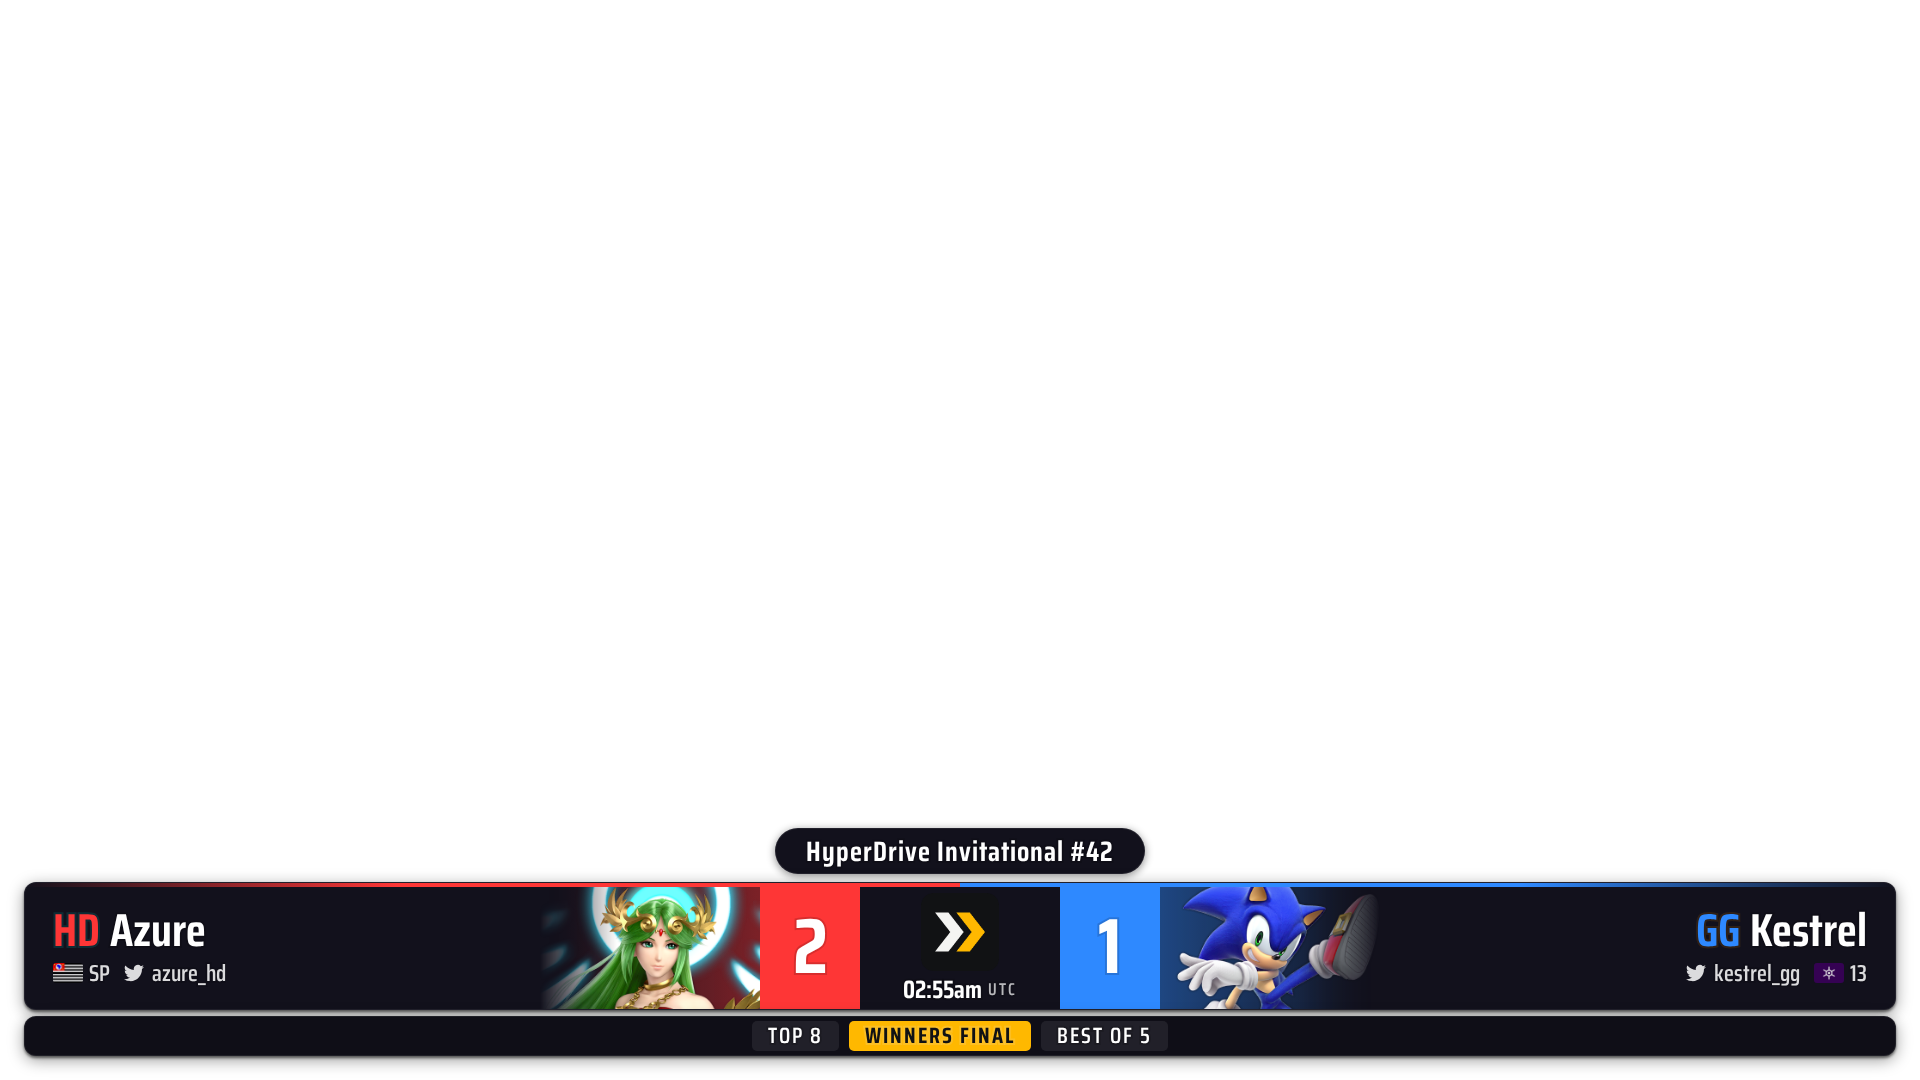 HyperDrive Invitational #42
HD Azure
SP azure_hd
2
02:55am UTC
1
GG Kestrel
kestrel_gg 13
TOP 8
WINNERS FINAL
BEST OF 5